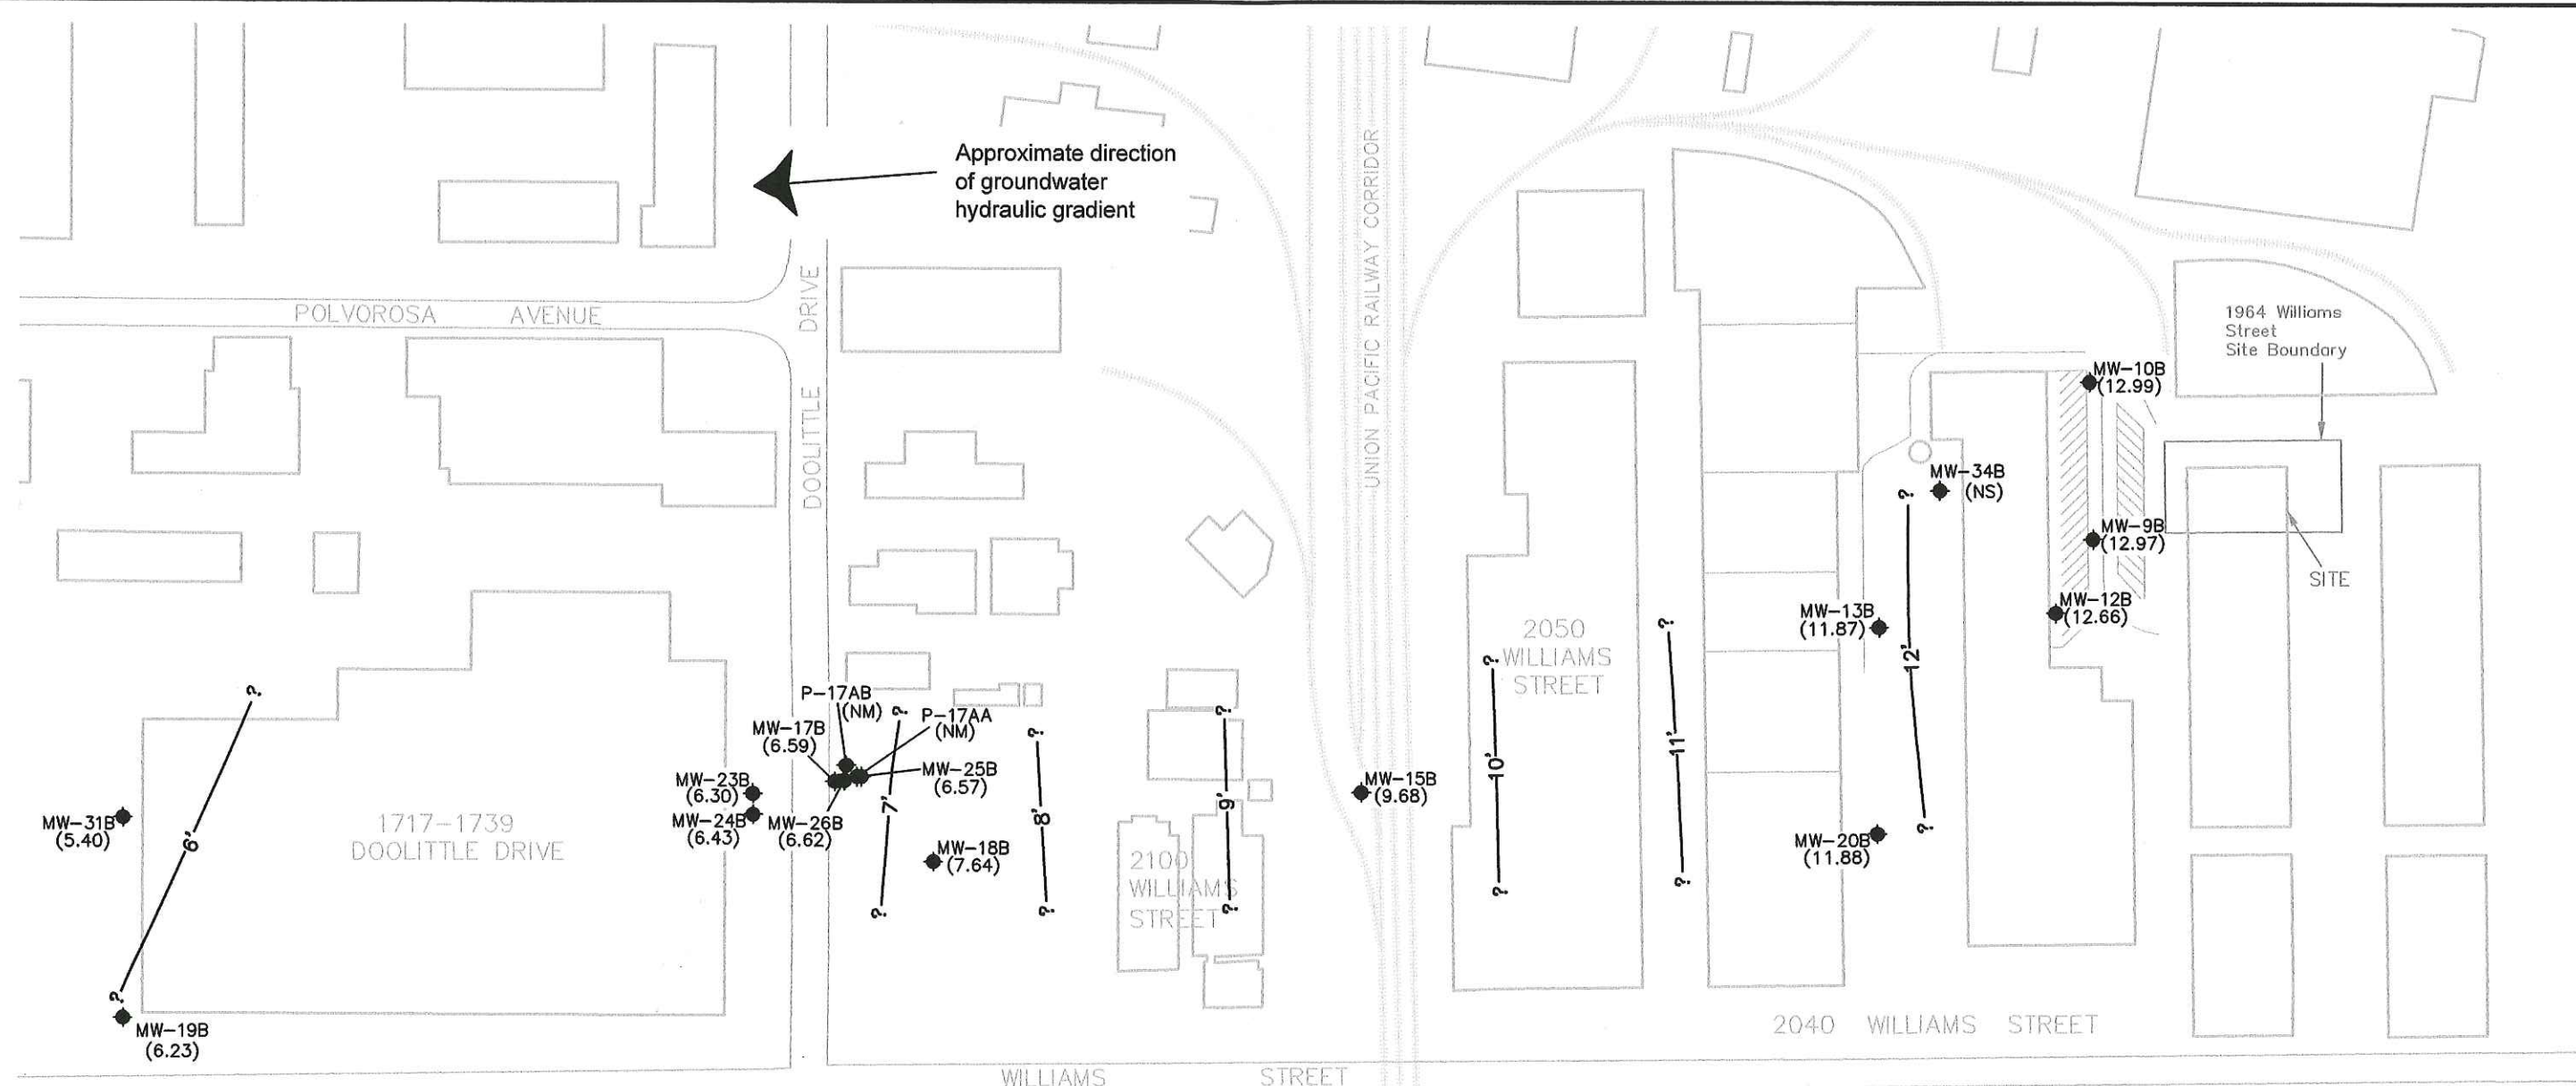 Approximate direction
of groundwater
hydraulic gradient
UNION PACIFIC RAILWAY CORRIDOR
POLVOROSA AVENUE
DOOLITTLE DRIVE
1964 Williams
Street
Site Boundary
MW-10B
(12.99)
MW-34B
(NS)
?
MW-9B
(12.97)
SITE
MW-12B
(12.66)
MW-13B
(11.87)
?
2050
WILLIAMS
STREET
12'
?
?
P-17AB
(NM)
?
P-17AA
(NM)
?
MW-17B
(6.59)
?
11'
10'
MW-23B
(6.30)
MW-25B
(6.57)
MW-15B
(9.68)
7'
9'
8'
MW-24B
(6.43)
MW-26B
(6.62)
MW-31B
(5.40)
6'
1717-1739
DOOLITTLE DRIVE
MW-18B
(7.64)
2100
WILLIAMS
STREET
MW-20B
(11.88)
?
?
?
?
?
?
?
MW-19B
(6.23)
2040 WILLIAMS STREET
WILLIAMS STREET